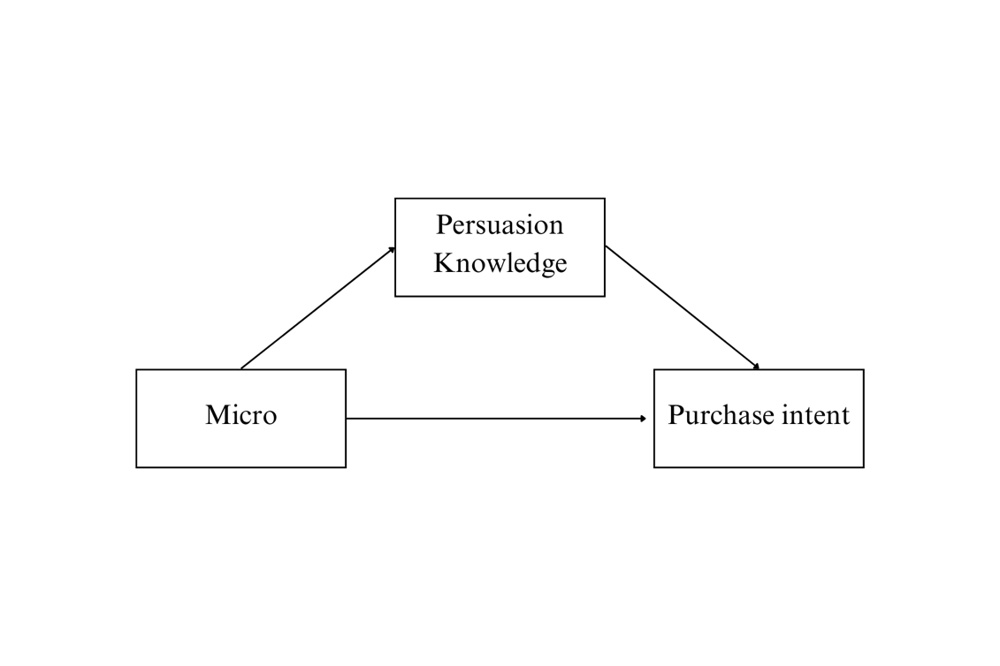 Persuasion
Knowledge
Micro
Purchase intent